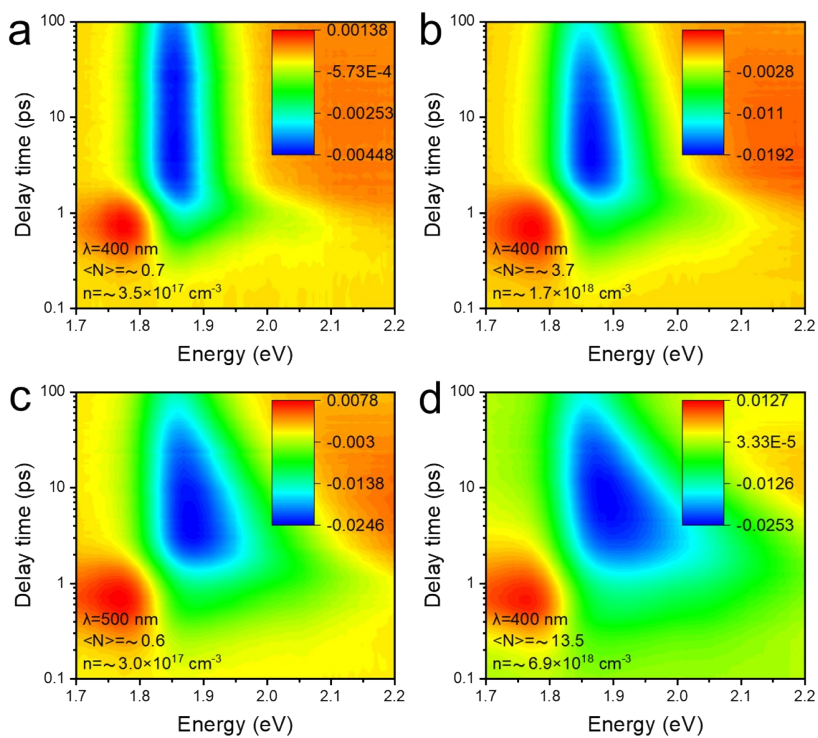 a
100
10
1
0.1
Delay time (ps)
0.00138
-5.73E-4
-0.00253
-0.00448
λ=400 nm
<N>=~0.7
n=~3.5×10¹⁷ cm⁻³
1.7 1.8 1.9 2.0 2.1 2.2
Energy (eV)
b
100
10
1
0.1
Delay time (ps)
-0.0028
-0.011
-0.0192
λ=400 nm
<N>=~3.7
n=~1.7×10¹⁸ cm⁻³
1.7 1.8 1.9 2.0 2.1 2.2
Energy (eV)
c
100
10
1
0.1
Delay time (ps)
0.0078
-0.003
-0.0138
-0.0246
λ=500 nm
<N>=~0.6
n=~3.0×10¹⁷ cm⁻³
1.7 1.8 1.9 2.0 2.1 2.2
Energy (eV)
d
100
10
1
0.1
Delay time (ps)
0.0127
3.33E-5
-0.0126
-0.0253
λ=400 nm
<N>=~13.5
n=~6.9×10¹⁸ cm⁻³
1.7 1.8 1.9 2.0 2.1 2.2
Energy (eV)